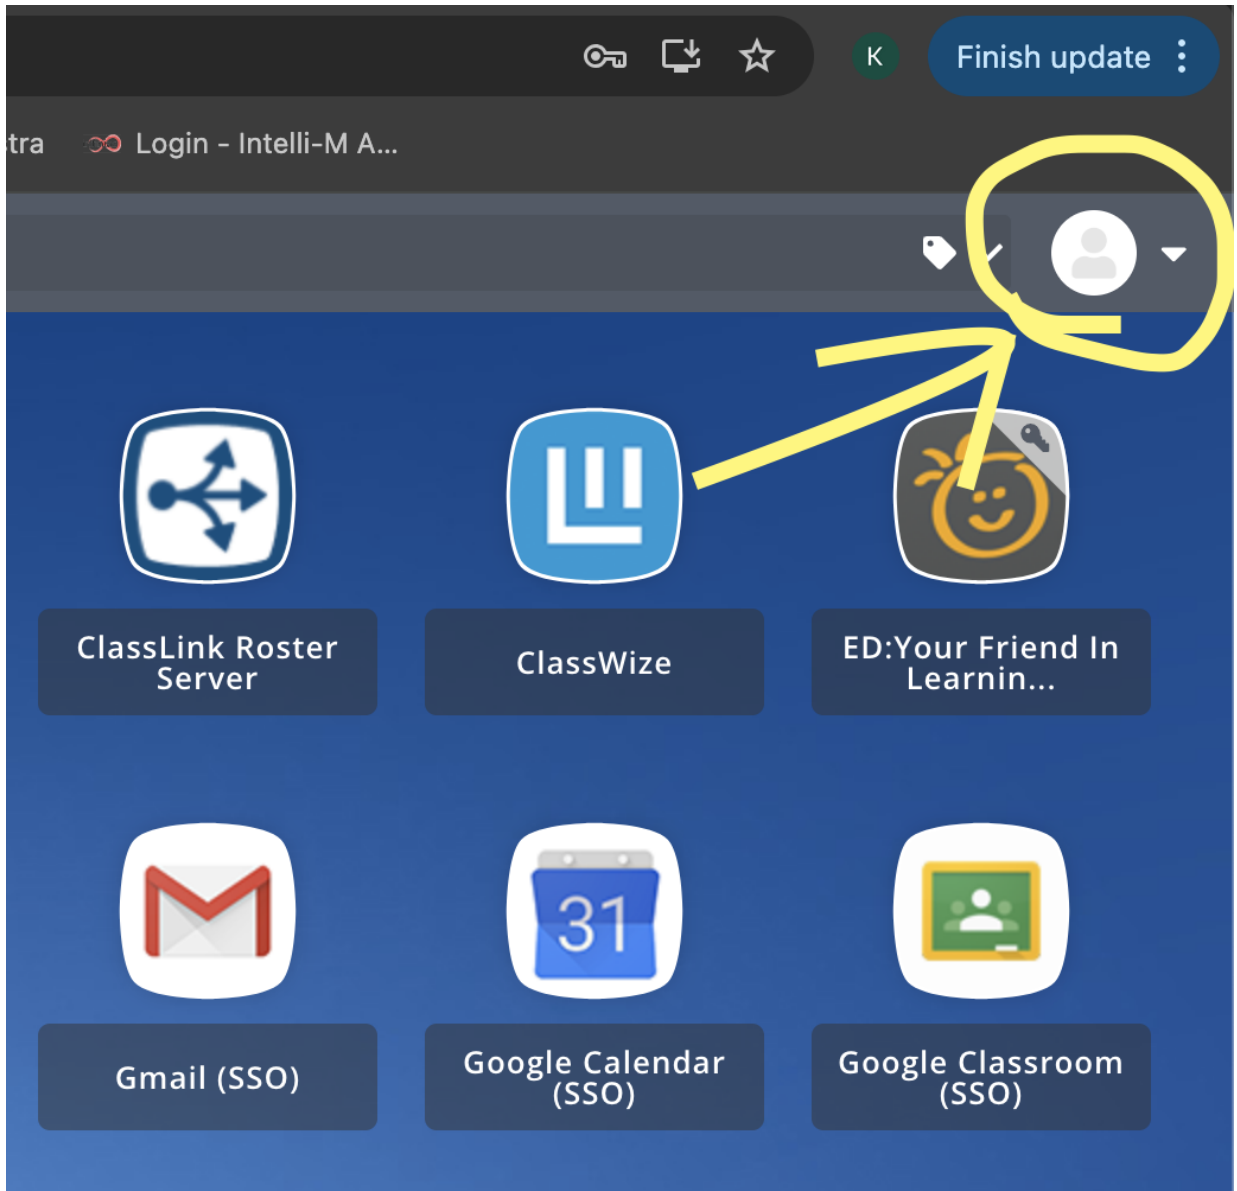 K
Finish update
tra
Login - Intelli-M A...
ClassLink Roster
Server
ClassWize
ED:Your Friend In
Learnin...
31
Gmail (SSO)
Google Calendar
(SSO)
Google Classroom
(SSO)